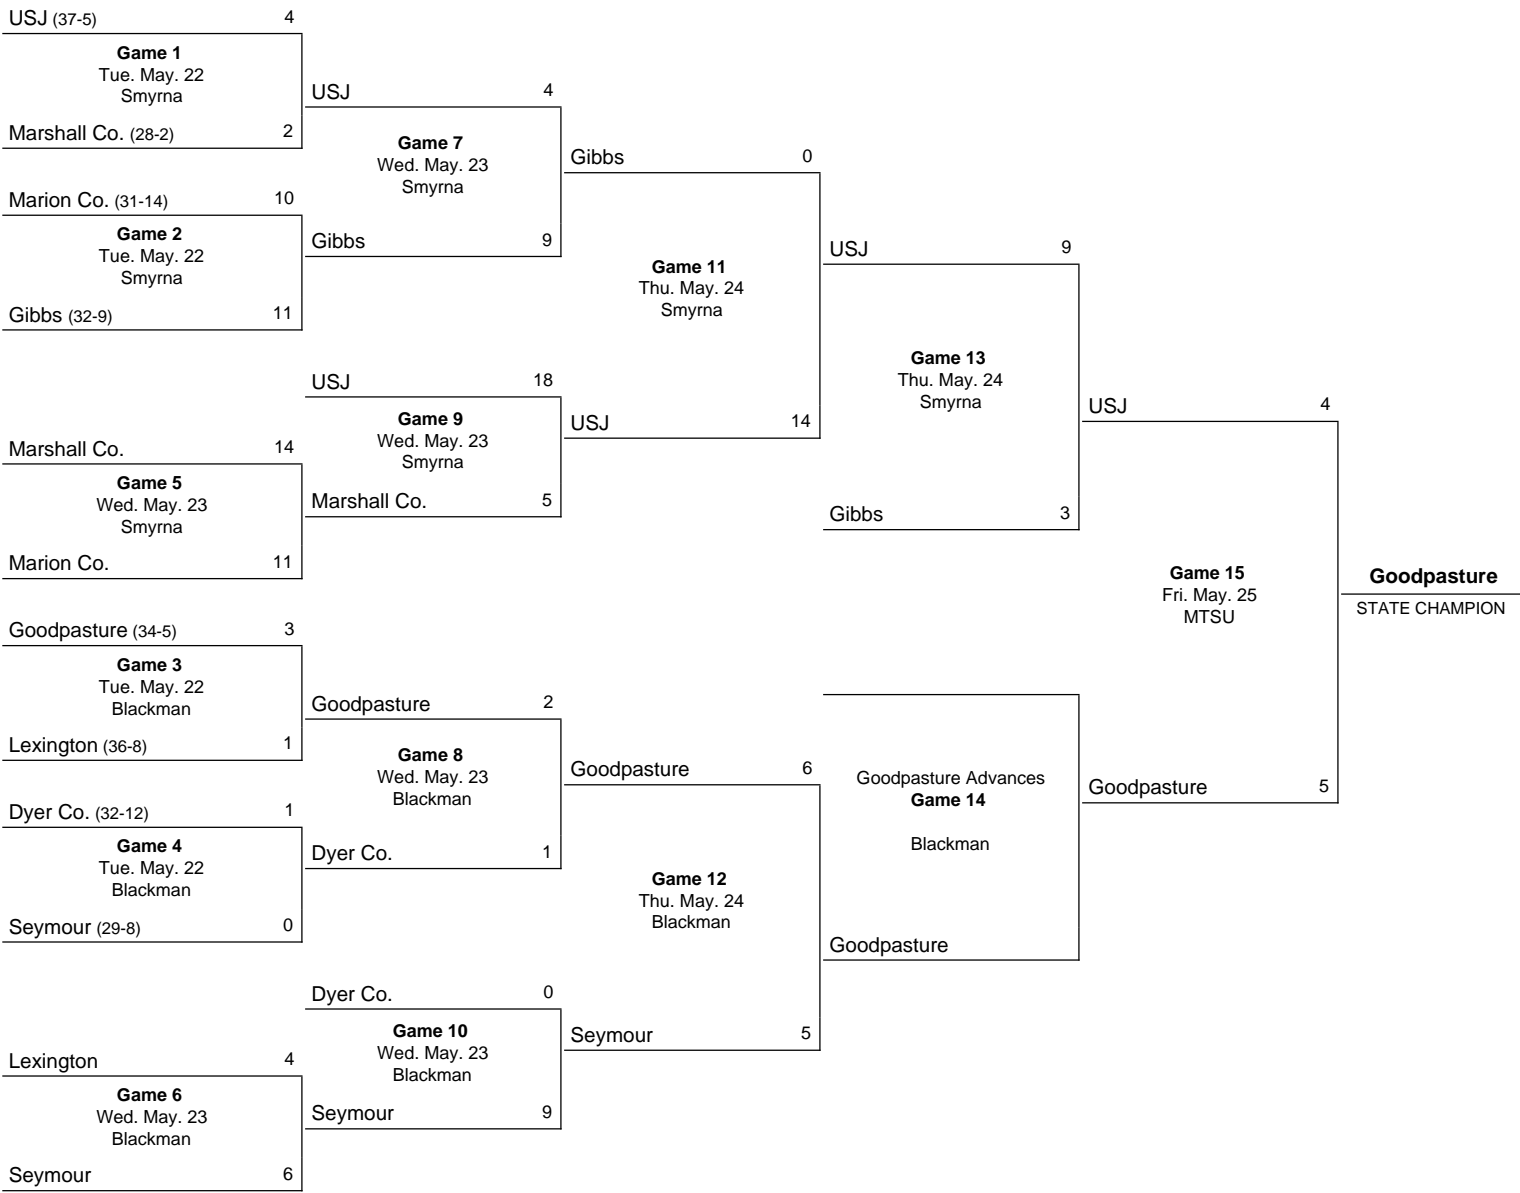 USJ (37-5) 4
Game 1
Tue. May. 22
Smyrna
Marshall Co. (28-2) 2
Marion Co. (31-14) 10
Game 2
Tue. May. 22
Smyrna
Gibbs (32-9) 11
Marshall Co. 14
Game 5
Wed. May. 23
Smyrna
Marion Co. 11
Goodpasture (34-5) 3
Game 3
Tue. May. 22
Blackman
Lexington (36-8) 1
Dyer Co. (32-12) 1
Game 4
Tue. May. 22
Blackman
Seymour (29-8) 0
Lexington 4
Game 6
Wed. May. 23
Blackman
Seymour 6
USJ 4
Game 7
Wed. May. 23
Smyrna
Gibbs 9
USJ 18
Game 9
Wed. May. 23
Smyrna
Marshall Co. 5
Goodpasture 2
Game 8
Wed. May. 23
Blackman
Dyer Co. 1
Dyer Co. 0
Game 10
Wed. May. 23
Blackman
Seymour 9
Gibbs 0
Game 11
Thu. May. 24
Smyrna
USJ 14
Goodpasture 6
Game 12
Thu. May. 24
Blackman
Seymour 5
USJ 9
Game 13
Thu. May. 24
Smyrna
Gibbs 3
Goodpasture Advances
Game 14
Blackman
Goodpasture
USJ 4
Game 15
Fri. May. 25
MTSU
Goodpasture 5
Goodpasture
STATE CHAMPION